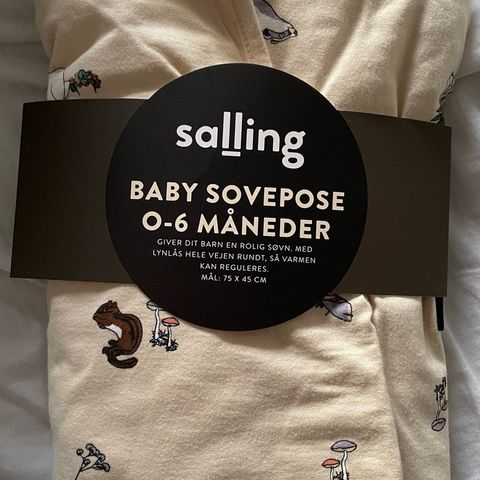 salling
BABY SOVEPOSE
0-6 MÅNEDER
GIVER DIT BARN EN ROLIG SØVN. MED
LYNLÅS HELE VEJEN RUNDT, SÅ VARMEN
KAN REGULERES.
MÅL: 75 X 45 CM